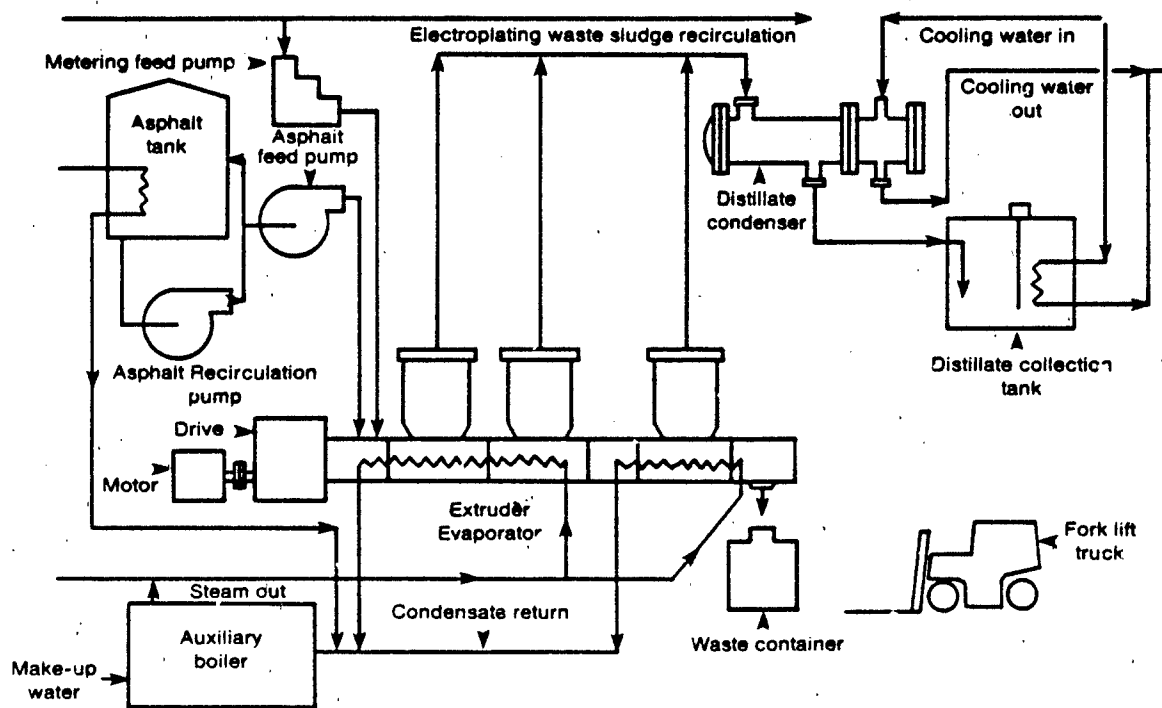 Electroplating waste sludge recirculation
Cooling water in
Metering feed pump
Cooling water
out
Asphalt
tank
Asphalt
feed pump
Distillate
condenser
Asphalt Recirculation
pump
Distillate collection
tank
Drive
Motor
Extruder
Evaporator
Fork lift
truck
Steam out
Condensate return
Waste container
Auxiliary
boiler
Make-up
water